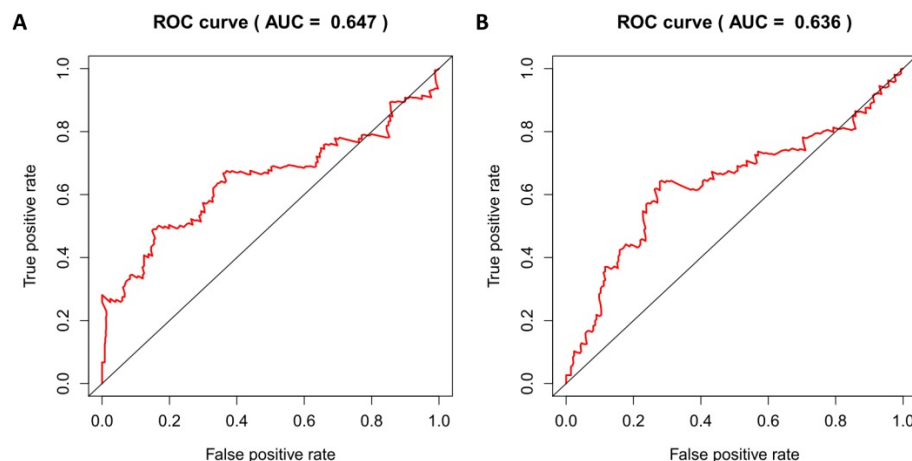 A
ROC curve ( AUC =  0.647 )
True positive rate
1.0
0.8
0.6
0.4
0.2
0.0
0.0 0.2 0.4 0.6 0.8 1.0
False positive rate
B
ROC curve ( AUC =  0.636 )
True positive rate
1.0
0.8
0.6
0.4
0.2
0.0
0.0 0.2 0.4 0.6 0.8 1.0
False positive rate